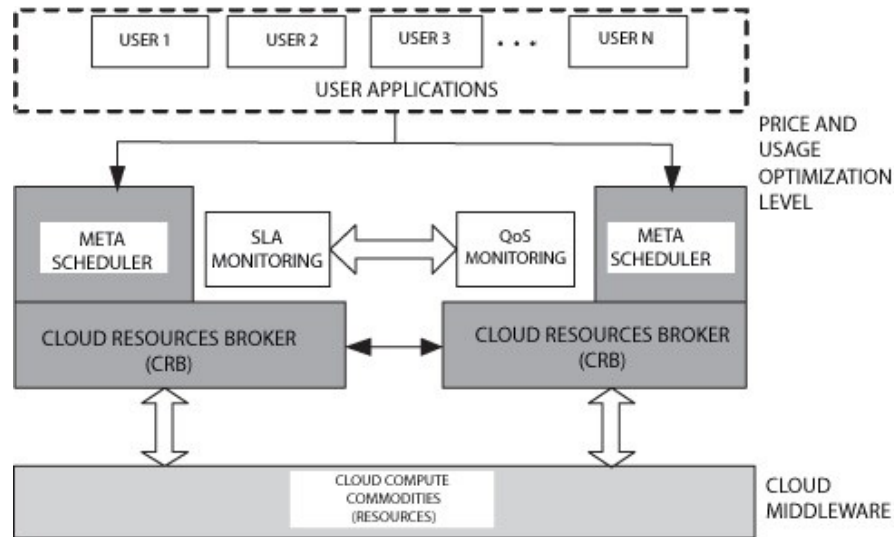 USER 1
USER 2
USER 3
...
USER N
USER APPLICATIONS
PRICE AND
USAGE
OPTIMIZATION
LEVEL
META
SCHEDULER
SLA
MONITORING
QoS
MONITORING
META
SCHEDULER
CLOUD RESOURCES BROKER
(CRB)
CLOUD RESOURCES BROKER
(CRB)
CLOUD COMPUTE
COMMODITIES
(RESOURCES)
CLOUD
MIDDLEWARE